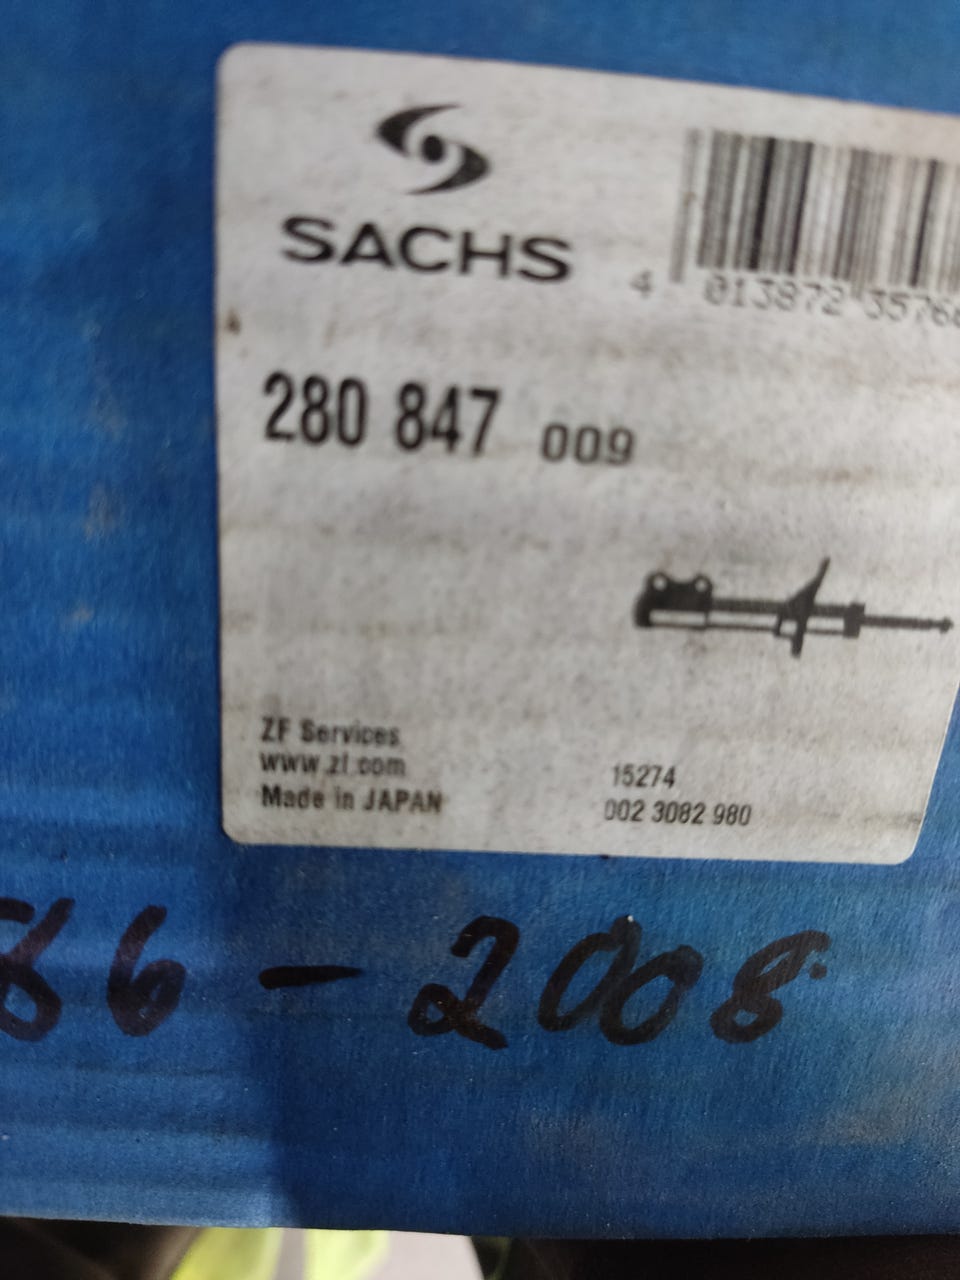 SACHS
4 013872 35766
280 847 009
ZF Services
www.zf.com
Made in JAPAN
15274
002 3082 980
86 - 2008